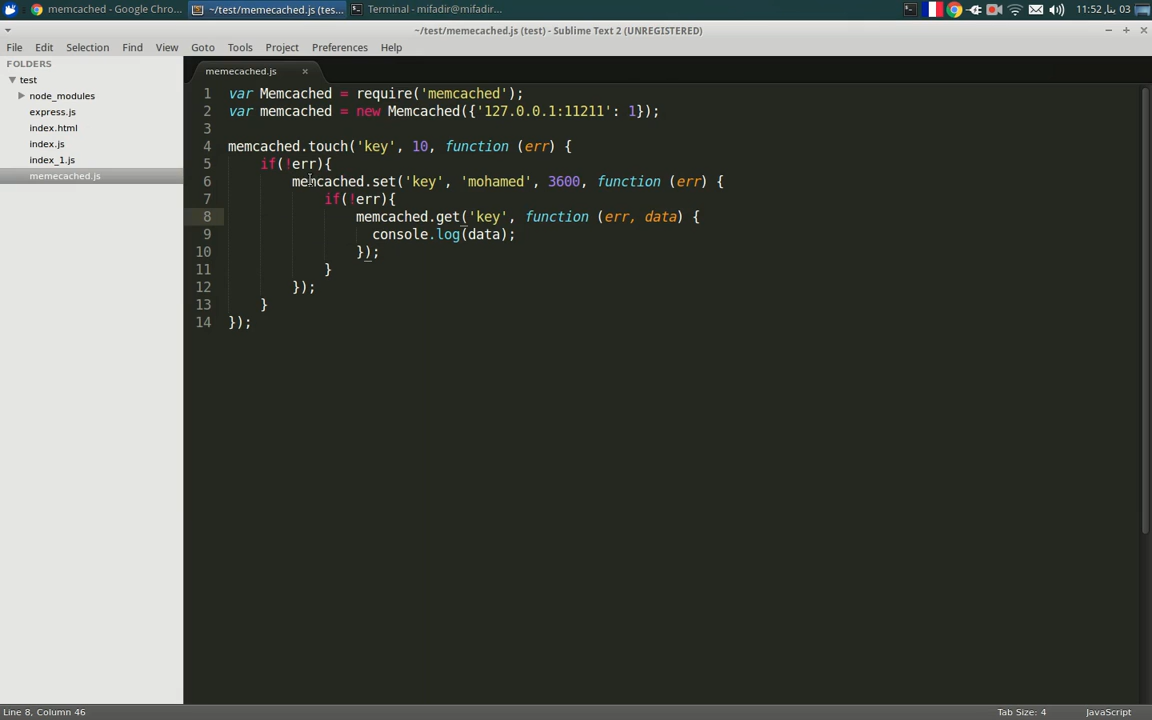 memcached - Google Chro...
~/test/memecached.js (tes...
Terminal - mifadir@mifadir...
11:52 ‏03 ينا,
~/test/memecached.js (test) - Sublime Text 2 (UNREGISTERED)
File Edit Selection Find View Goto Tools Project Preferences Help
FOLDERS
test
node_modules
express.js
index.html
index.js
index_1.js
memecached.js
memecached.js ×
1 var Memcached = require('memcached');
2 var memcached = new Memcached({'127.0.0.1:11211': 1});
3
4 memcached.touch('key', 10, function (err) {
5 if(!err){
6 memcached.set('key', 'mohamed', 3600, function (err) {
7 if(!err){
8 memcached.get('key', function (err, data) {
9 console.log(data);
10 });
11 }
12 });
13 }
14 });
Line 8, Column 46
Tab Size: 4
JavaScript